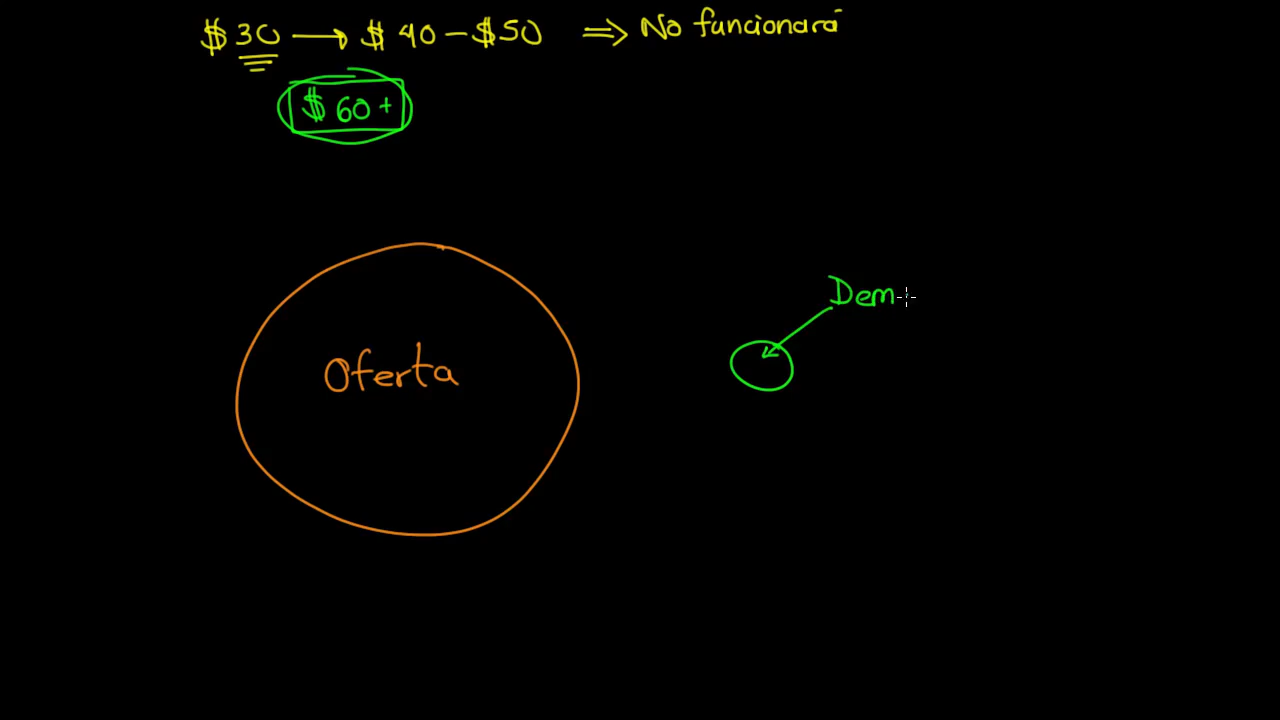 $30 → $40 - $50 ⇒ No funcionará
$60+
Dem
Oferta